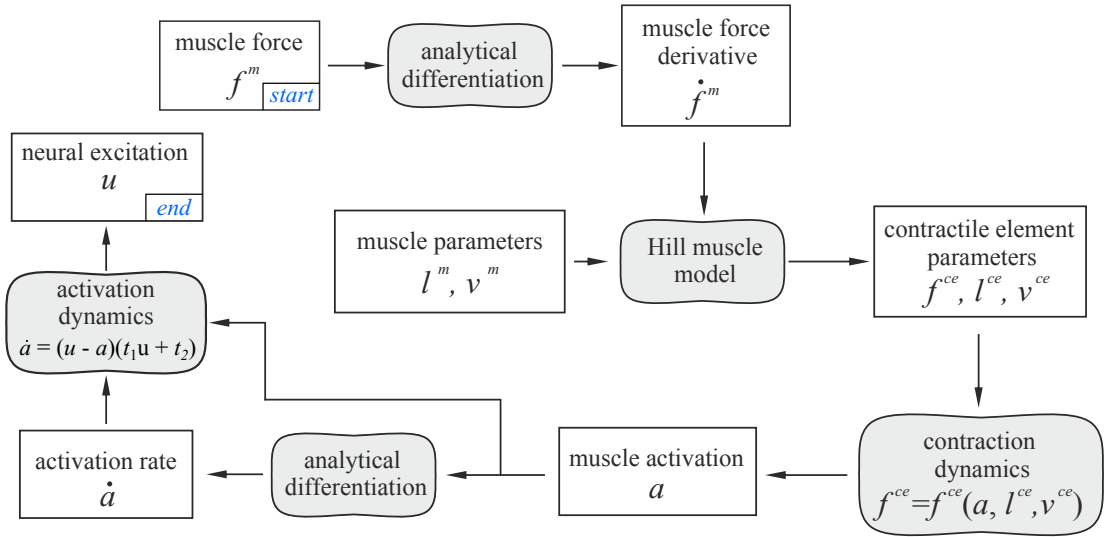 muscle force
f^m
start
analytical
differentiation
muscle force
derivative
ḟ^m
neural excitation
u
end
muscle parameters
l^m, v^m
Hill muscle
model
contractile element
parameters
f^ce, l^ce, v^ce
activation
dynamics
ȧ = (u - a)(t₁u + t₂)
activation rate
ȧ
analytical
differentiation
muscle activation
a
contraction
dynamics
f^ce=f^ce(a, l^ce,v^ce)